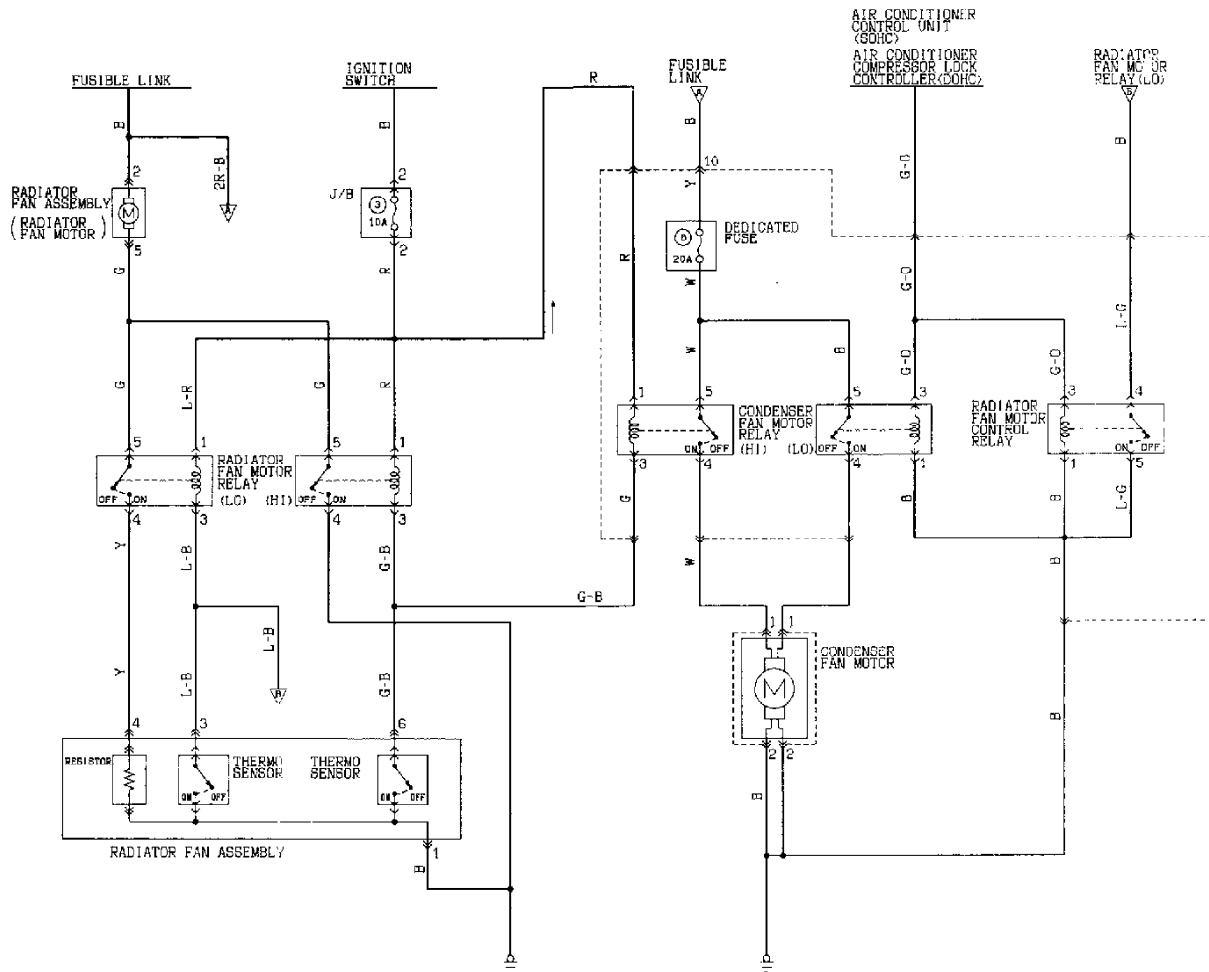 AIR CONDITIONER
CONTROL UNIT
(SOHC)
AIR CONDITIONER
COMPRESSOR LOCK
CONTROLLER(DOHC)
RADIATOR
FAN MOTOR
RELAY(LO)
FUSIBLE
LINK
IGNITION
SWITCH
FUSIBLE LINK
R
A
B
B
B
B
B
B
2R-B
10
Y
G-O
3
2
RADIATOR
FAN ASSEMBLY
(RADIATOR
FAN MOTOR)
M
A
J/B
3
10A
5
2
DEDICATED
FUSE
6
20A
G
R
R
W
G-O
L-G
G
L-R
G
R
W
B
G-O
G-O
1
5
5
3
3
4
CONDENSER
FAN MOTOR
RELAY
(HI)
(LO)
ON
OFF
OFF
ON
RADIATOR
FAN MOTOR
CONTROL
RELAY
ON
OFF
3
4
4
1
1
5
5
1
5
1
RADIATOR
FAN MOTOR
RELAY
(LO)
(HI)
OFF
ON
OFF
ON
4
3
4
3
G
B
B
L-G
Y
L-B
G-B
W
B
G-B
L-B
1
1
CONDENSER
FAN MOTOR
M
2
2
Y
L-B
G-B
B
B
4
3
6
RESISTOR
THERMO
SENSOR
THERMO
SENSOR
ON
OFF
ON
OFF
B
RADIATOR FAN ASSEMBLY
1
B